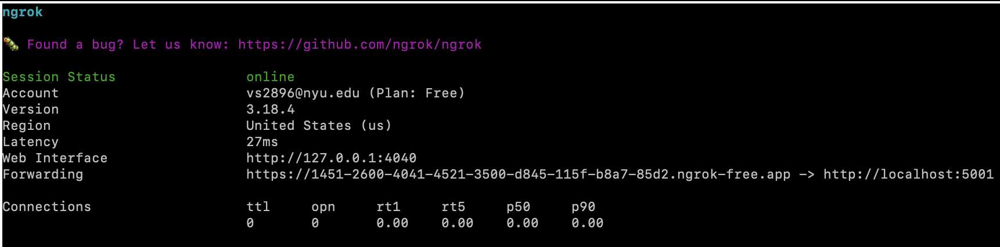 ngrok
🐛 Found a bug? Let us know: https://github.com/ngrok/ngrok
Session Status online
Account vs2896@nyu.edu (Plan: Free)
Version 3.18.4
Region United States (us)
Latency 27ms
Web Interface http://127.0.0.1:4040
Forwarding https://1451-2600-4041-4521-3500-d845-115f-b8a7-85d2.ngrok-free.app -> http://localhost:5001
Connections ttl opn rt1 rt5 p50 p90
0 0 0.00 0.00 0.00 0.00